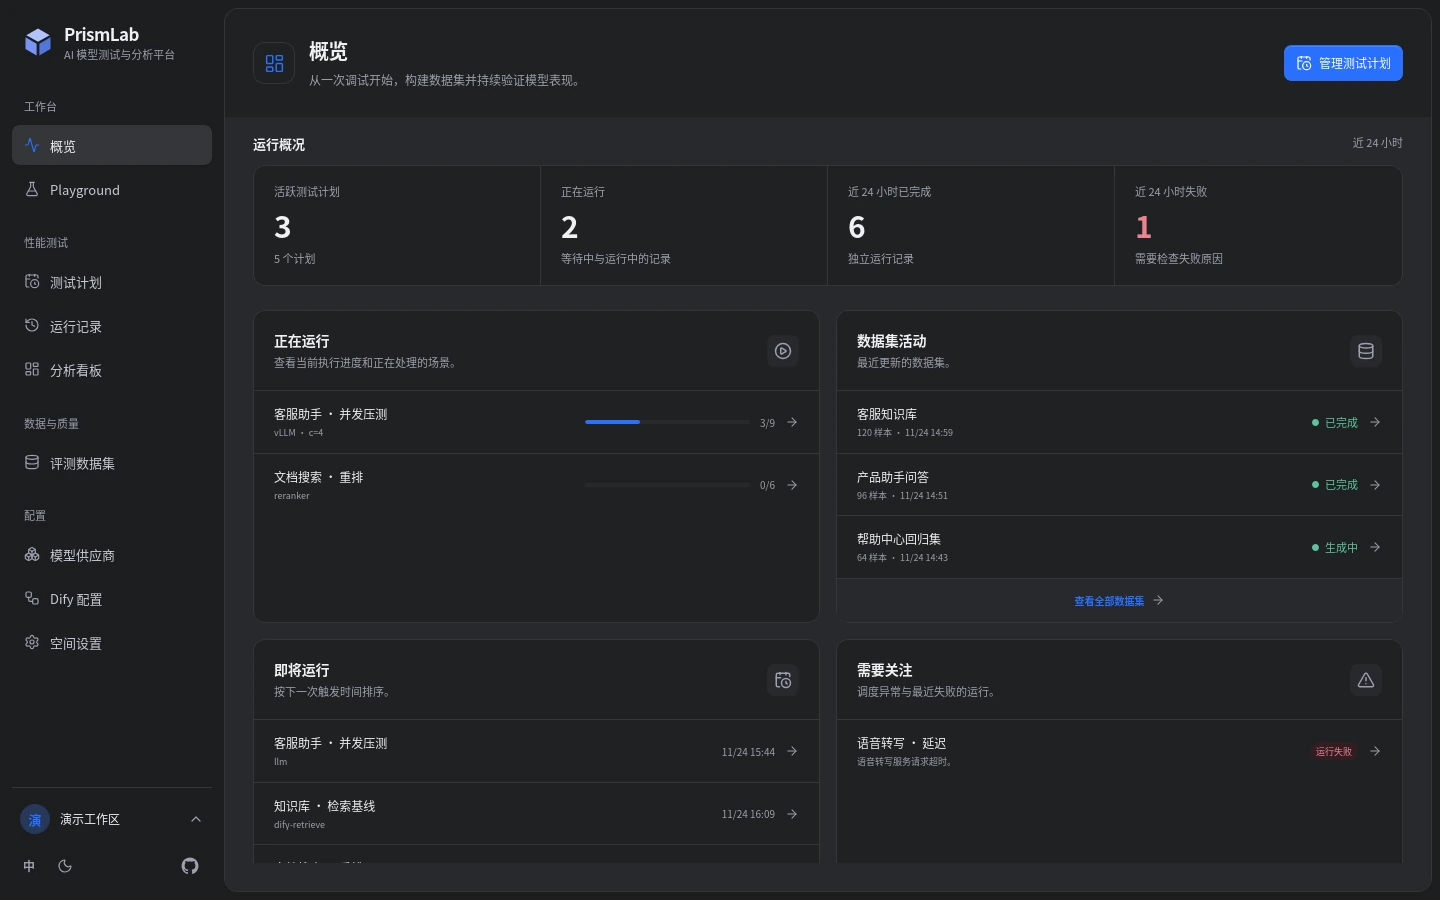 PrismLab
AI 模型测试与分析平台
工作台
概览
Playground
性能测试
测试计划
运行记录
分析看板
数据与质量
评测数据集
配置
模型供应商
Dify 配置
空间设置
演
演示工作区
中
概览
从一次调试开始，构建数据集并持续验证模型表现。
管理测试计划
运行概况
近 24 小时
活跃测试计划
3
5 个计划
正在运行
2
等待中与运行中的记录
近 24 小时已完成
6
独立运行记录
近 24 小时失败
1
需要检查失败原因
正在运行
查看当前执行进度和正在处理的场景。
客服助手 · 并发压测
vLLM · c=4
3/9
文档搜索 · 重排
reranker
0/6
数据集活动
最近更新的数据集。
客服知识库
120 样本 · 11/24 14:59
已完成
产品助手问答
96 样本 · 11/24 14:51
已完成
帮助中心回归集
64 样本 · 11/24 14:43
生成中
查看全部数据集
即将运行
按下一次触发时间排序。
客服助手 · 并发压测
llm
11/24 15:44
知识库 · 检索基线
dify-retrieve
11/24 16:09
需要关注
调度异常与最近失败的运行。
语音转写 · 延迟
语音转写服务请求超时。
运行失败